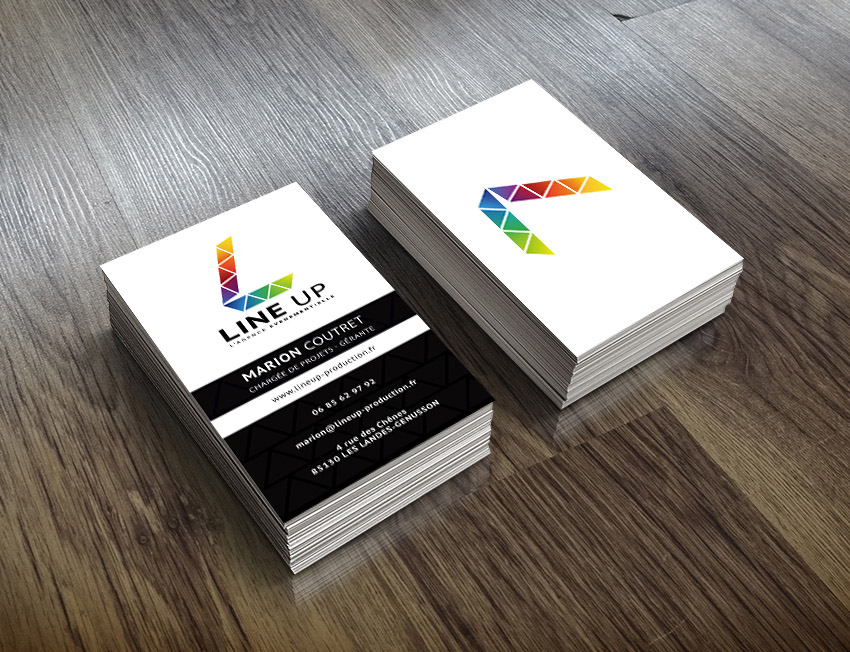 LINE UP
L'AGENCE EVENEMENTIELLE
MARION COUTRET
CHARGÉE DE PROJETS - GÉRANTE
www.lineup-production.fr
06 85 62 97 92
marion@lineup-production.fr
4 rue des Chênes
85130 LES LANDES-GENUSSON